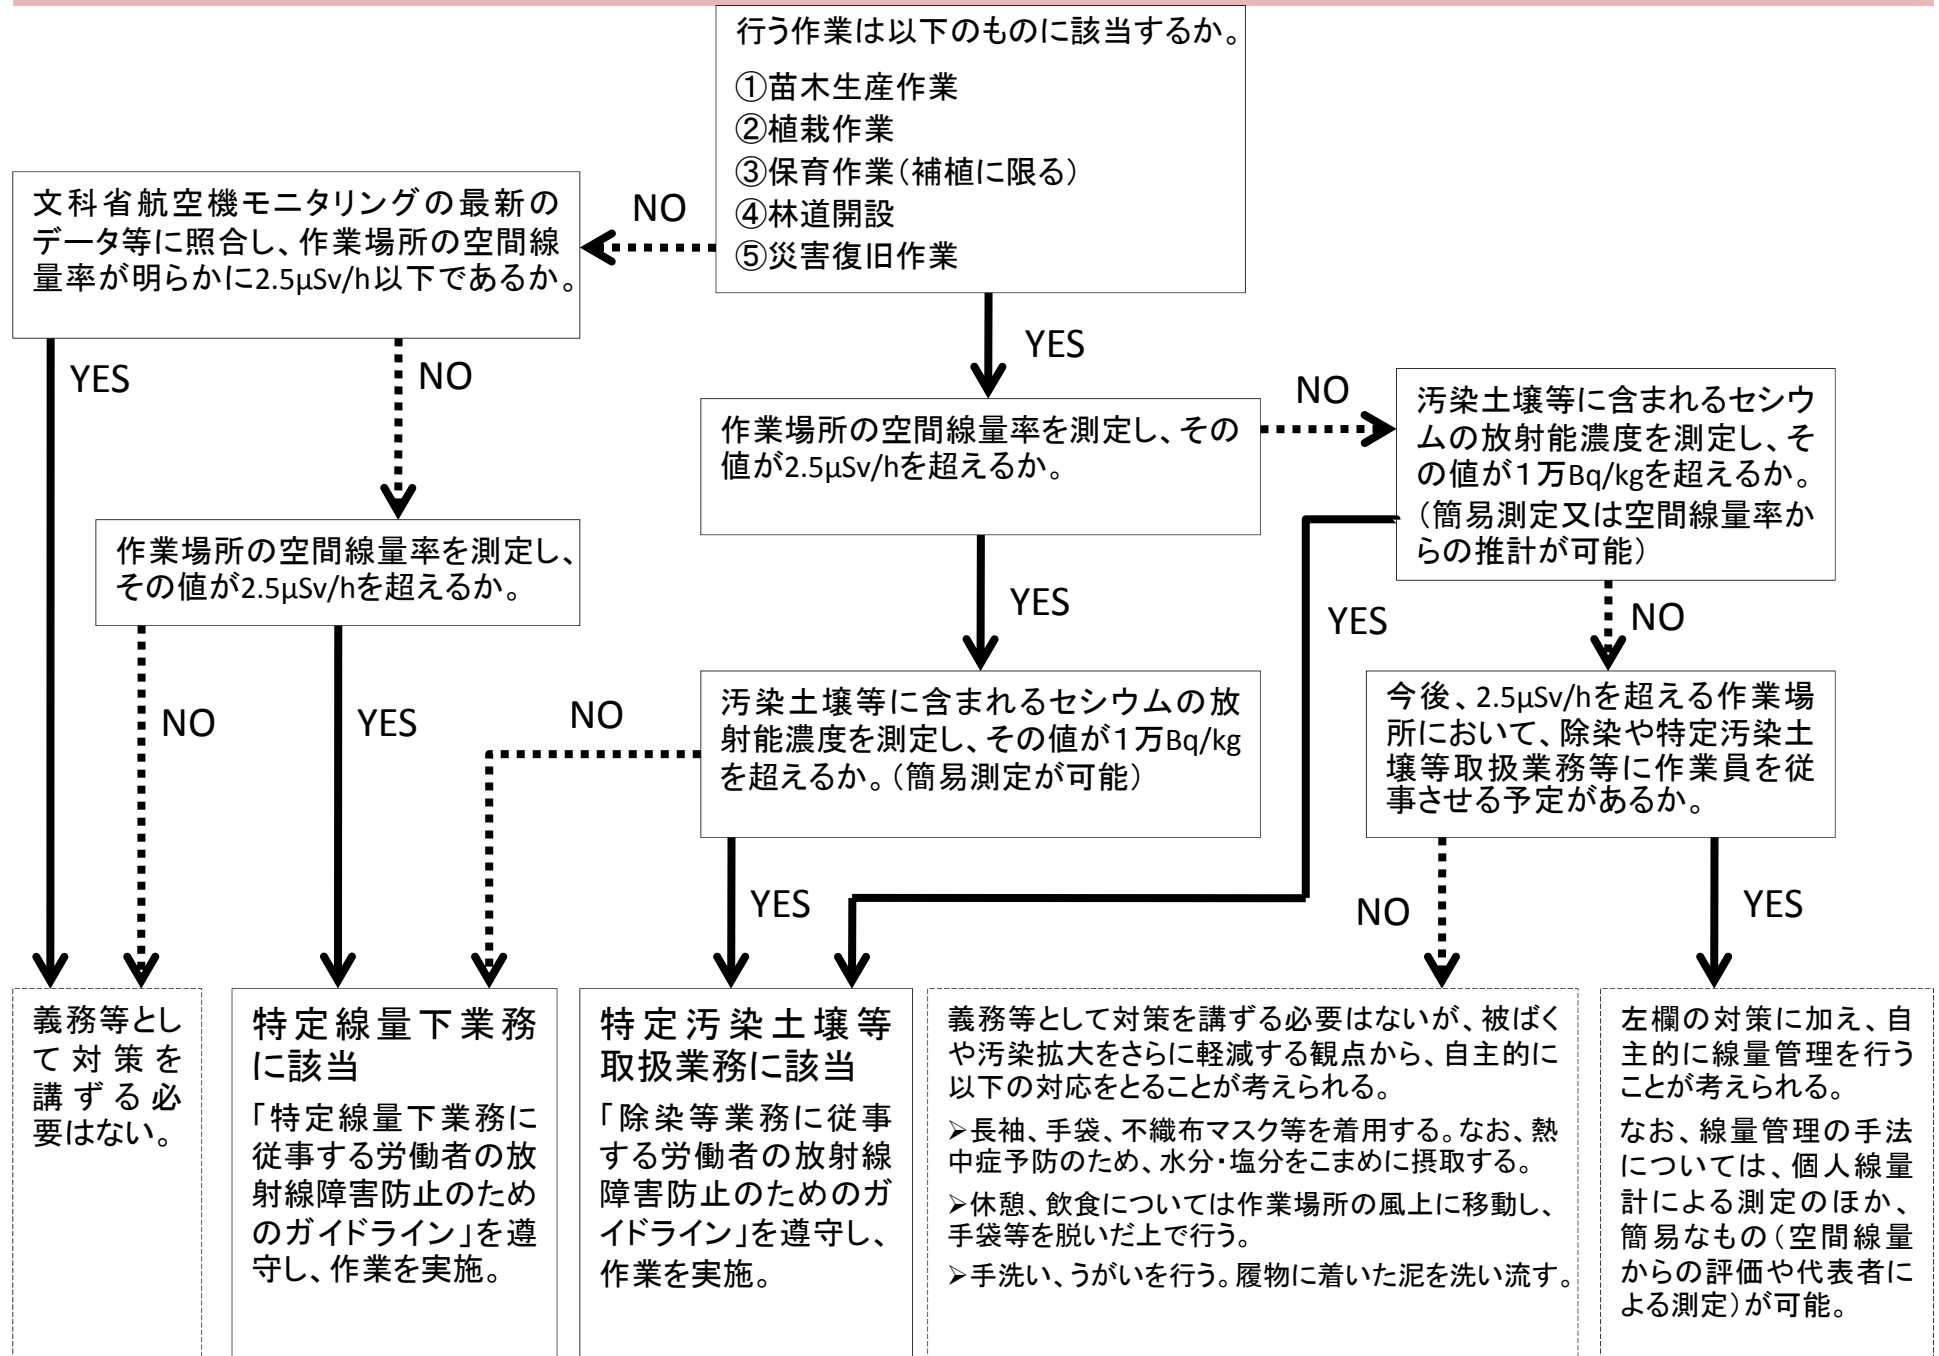 行う作業は以下のものに該当するか。
①苗木生産作業
②植栽作業
③保育作業（補植に限る）
④林道開設
⑤災害復旧作業
NO
文科省航空機モニタリングの最新の
データ等に照合し、作業場所の空間線
量率が明らかに2.5μSv/h以下であるか。
YES
YES
NO
NO
作業場所の空間線量率を測定し、その
値が2.5μSv/hを超えるか。
汚染土壌等に含まれるセシウ
ムの放射能濃度を測定し、そ
の値が１万Bq/kgを超えるか。
（簡易測定又は空間線量率か
らの推計が可能）
作業場所の空間線量率を測定し、
その値が2.5μSv/hを超えるか。
YES
YES
NO
NO
YES
NO
汚染土壌等に含まれるセシウムの放
射能濃度を測定し、その値が１万Bq/kg
を超えるか。（簡易測定が可能）
今後、2.5μSv/hを超える作業場
所において、除染や特定汚染土
壌等取扱業務等に作業員を従
事させる予定があるか。
YES
NO
YES
義務等とし
て対策を
講ずる必
要はない。
特定線量下業務
に該当
「特定線量下業務に
従事する労働者の放
射線障害防止のため
のガイドライン」を遵
守し、作業を実施。
特定汚染土壌等
取扱業務に該当
「除染等業務に従事
する労働者の放射線
障害防止のためのガ
イドライン」を遵守し、
作業を実施。
義務等として対策を講ずる必要はないが、被ばく
や汚染拡大をさらに軽減する観点から、自主的に
以下の対応をとることが考えられる。
➢長袖、手袋、不織布マスク等を着用する。なお、熱
中症予防のため、水分・塩分をこまめに摂取する。
➢休憩、飲食については作業場所の風上に移動し、
手袋等を脱いだ上で行う。
➢手洗い、うがいを行う。履物に着いた泥を洗い流す。
左欄の対策に加え、自
主的に線量管理を行う
ことが考えられる。
なお、線量管理の手法
については、個人線量
計による測定のほか、
簡易なもの（空間線量
からの評価や代表者に
よる測定）が可能。